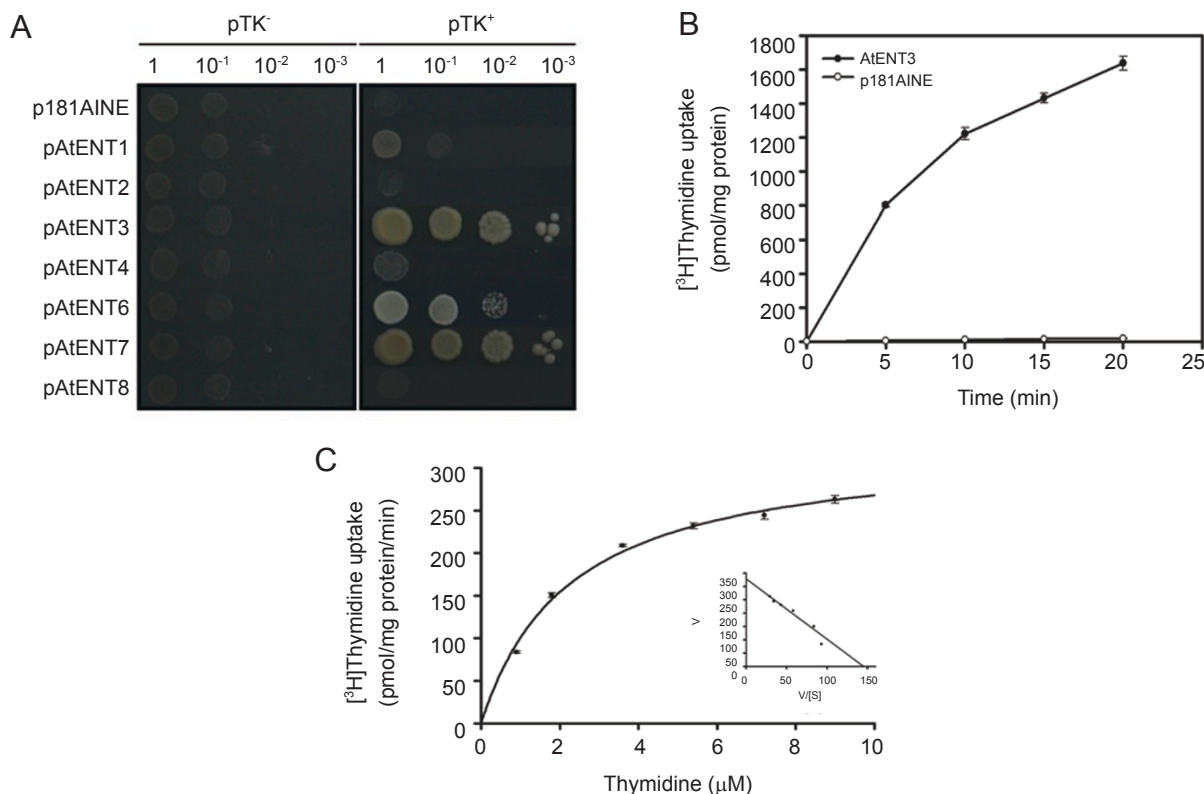 A
pTK⁻ pTK⁺
1 10⁻¹ 10⁻² 10⁻³ 1 10⁻¹ 10⁻² 10⁻³
p181AINE
pAtENT1
pAtENT2
pAtENT3
pAtENT4
pAtENT6
pAtENT7
pAtENT8
B
[³H]Thymidine uptake
(pmol/mg protein)
1800
1600
1400
1200
1000
800
600
400
200
0
AtENT3
p181AINE
0 5 10 15 20 25
Time (min)
C
[³H]Thymidine uptake
(pmol/mg protein/min)
300
250
200
150
100
50
0
0 2 4 6 8 10
Thymidine (μM)
V
350
300
250
200
150
100
50
0
0 50 100 150
V/[S]